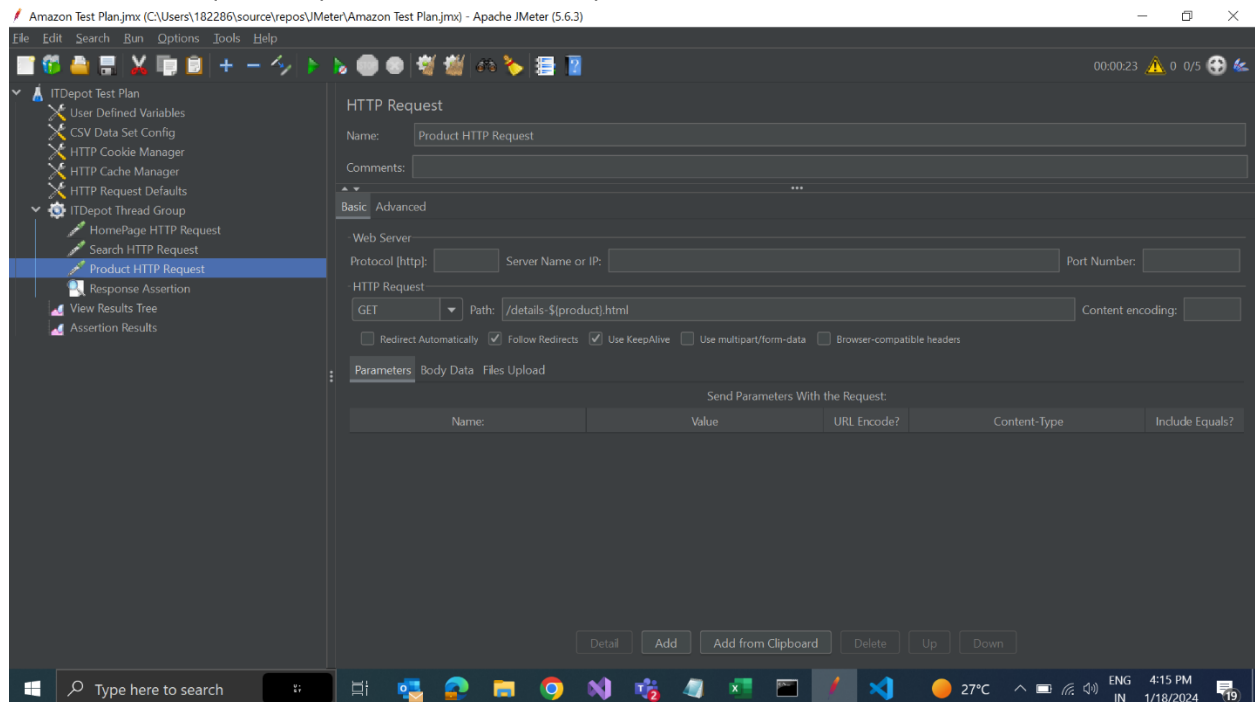 Amazon Test Plan.jmx (C:\Users\182286\source\repos\JMeter\Amazon Test Plan.jmx) - Apache JMeter (5.6.3)
File Edit Search Run Options Tools Help
00:00:23 0 0/5
ITDepot Test Plan
User Defined Variables
CSV Data Set Config
HTTP Cookie Manager
HTTP Cache Manager
HTTP Request Defaults
ITDepot Thread Group
HomePage HTTP Request
Search HTTP Request
Product HTTP Request
Response Assertion
View Results Tree
Assertion Results
HTTP Request
Name: Product HTTP Request
Comments:
Basic Advanced
Web Server
Protocol [http]: Server Name or IP: Port Number:
HTTP Request
GET Path: /details-${product}.html Content encoding:
Redirect Automatically Follow Redirects Use KeepAlive Use multipart/form-data Browser-compatible headers
Parameters Body Data Files Upload
Send Parameters With the Request:
Name: Value URL Encode? Content-Type Include Equals?
Detail Add Add from Clipboard Delete Up Down
Type here to search
27°C
ENG
IN
4:15 PM
1/18/2024
19